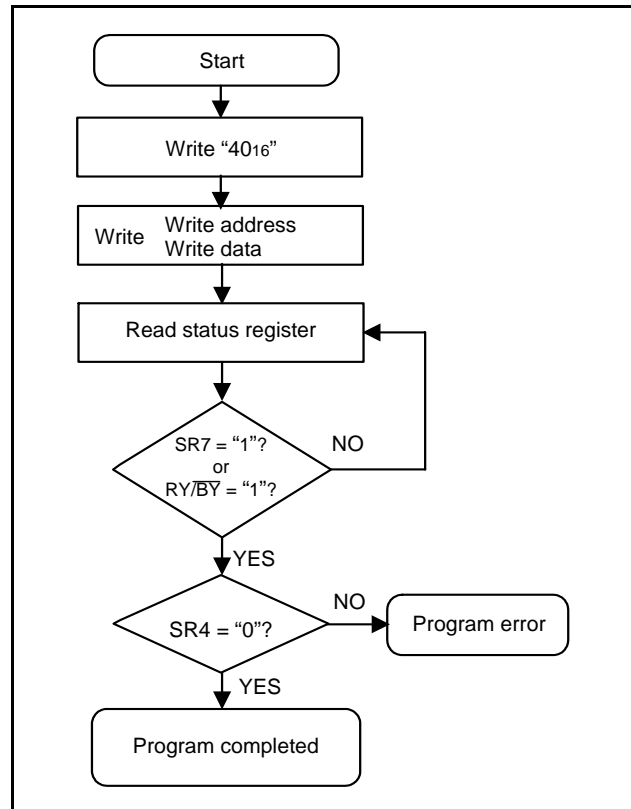 Start
Write “4016”
Write Write address
Write data
Read status register
SR7 = “1”?
or
RY/BY = “1”?
NO
YES
SR4 = “0”?
NO
Program error
YES
Program completed